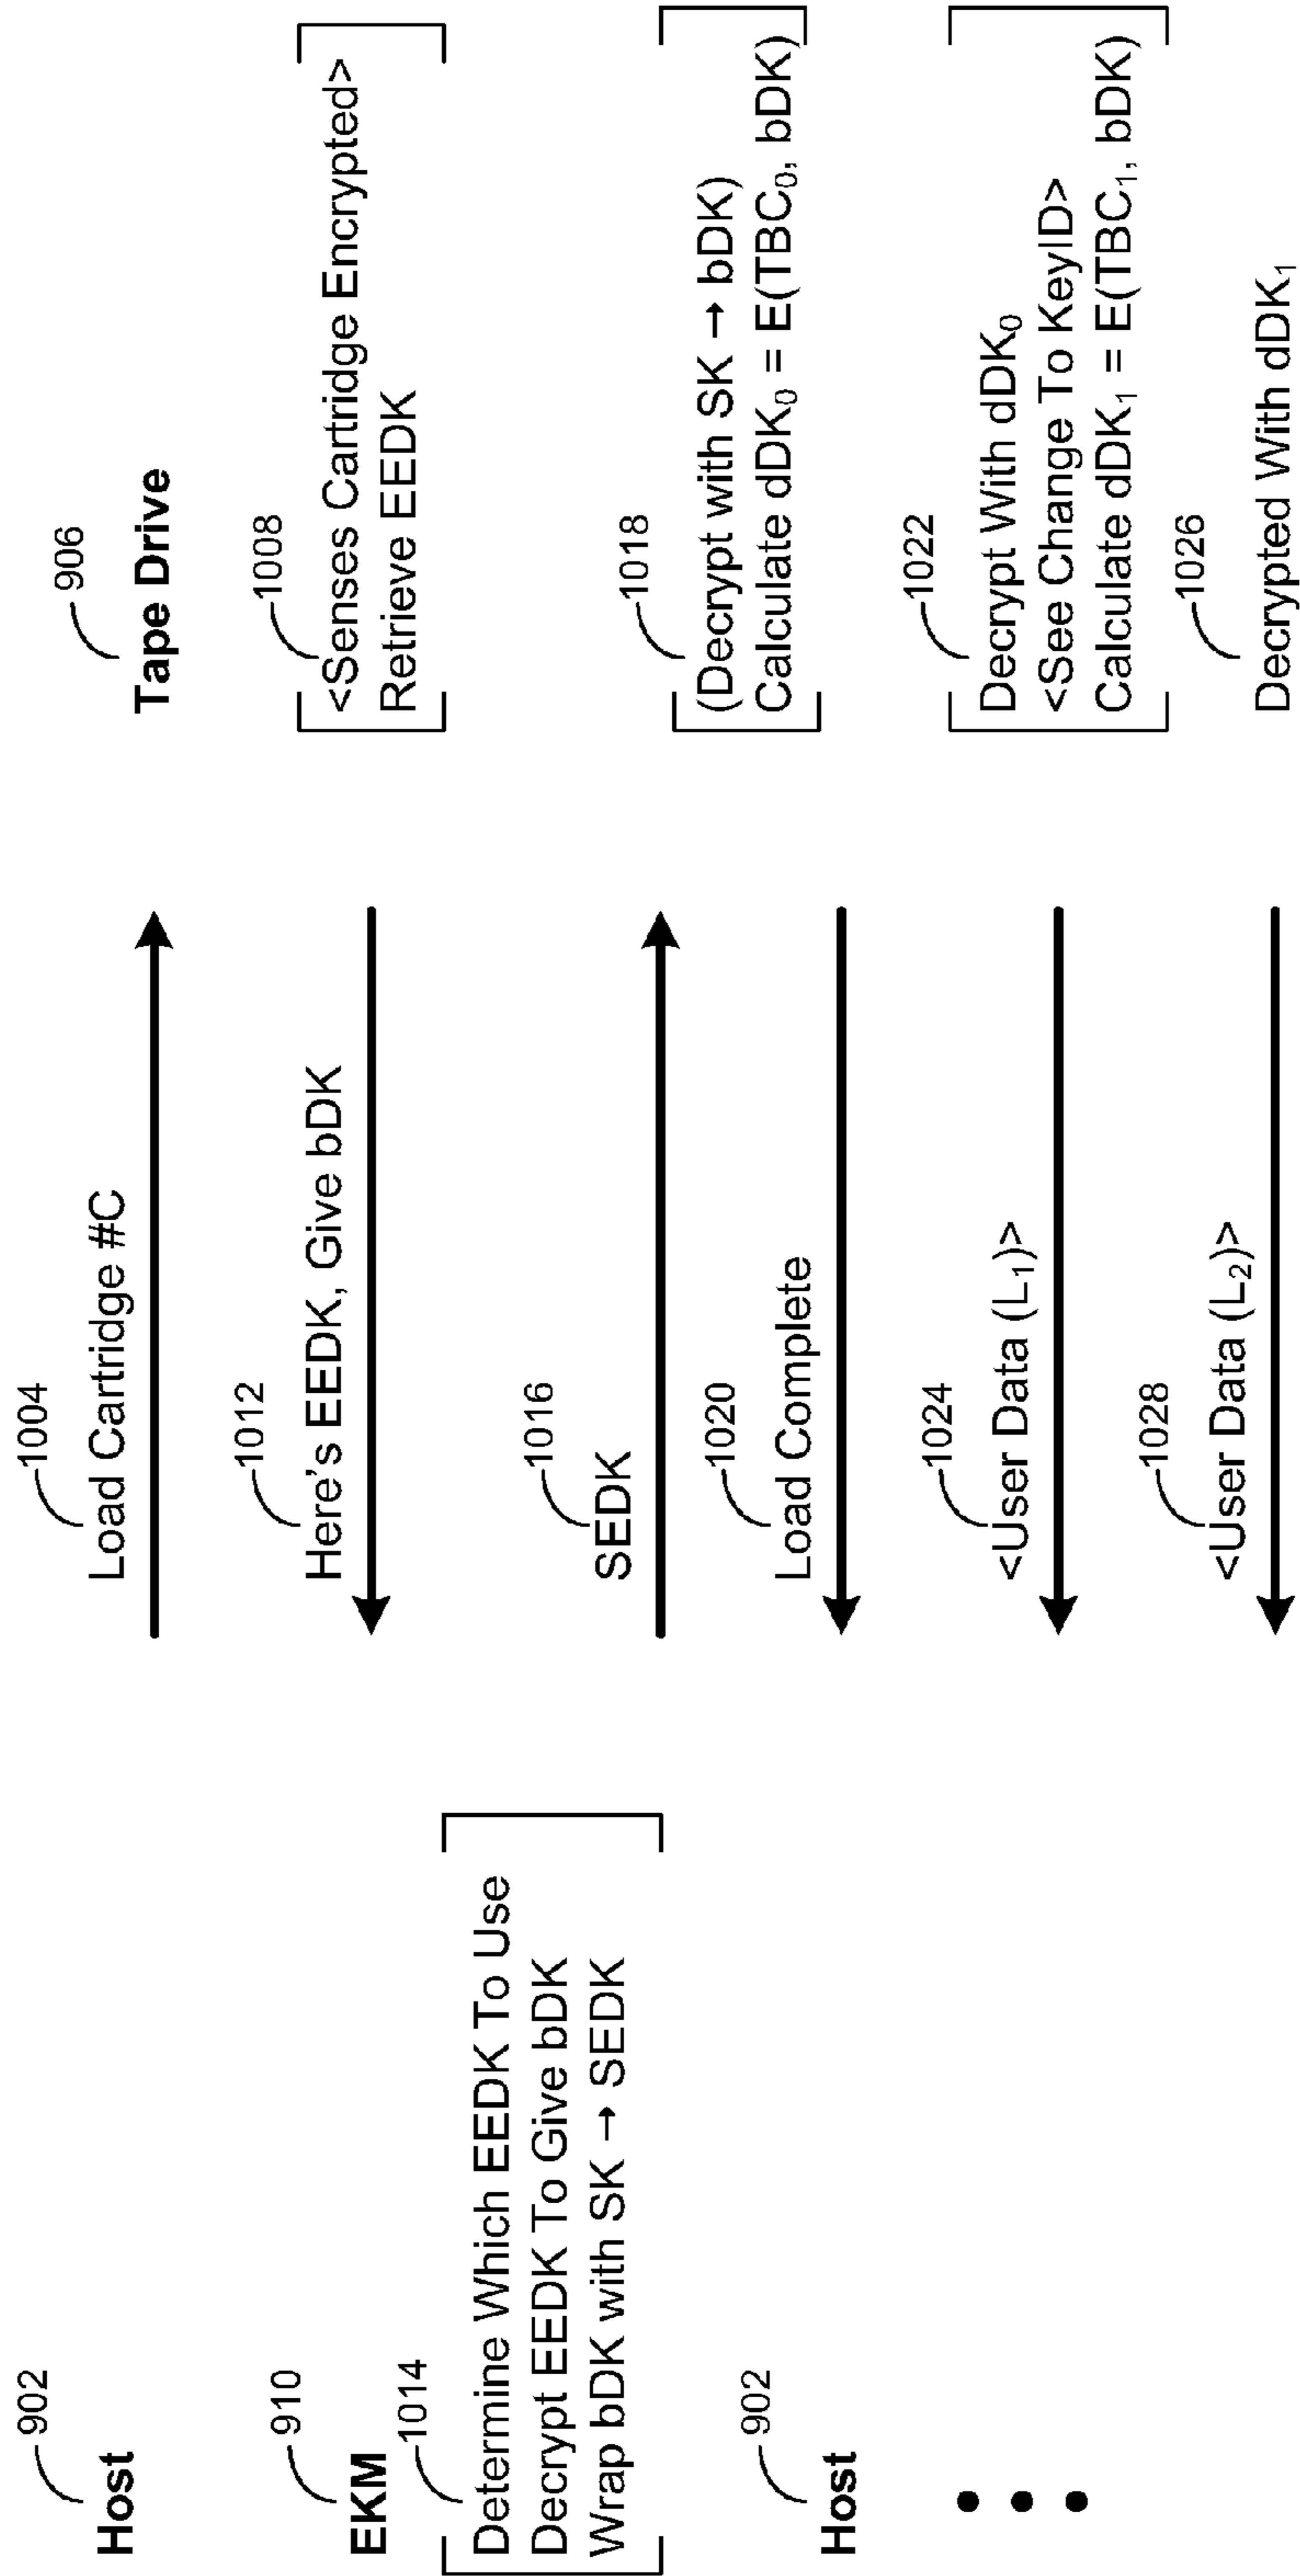 902
Host
1004
Load Cartridge #C
906
Tape Drive
1008
<Senses Cartridge Encrypted>
Retrieve EEDK
910
EKM
1012
Here's EEDK, Give bDK
1014
Determine Which EEDK To Use
Decrypt EEDK To Give bDK
Wrap bDK with SK → SEDK
1016
SEDK
1018
(Decrypt with SK → bDK)
Calculate dDK₀ = E(TBC₀, bDK)
902
Host
1020
Load Complete
1022
Decrypt With dDK₀
<See Change To KeyID>
Calculate dDK₁ = E(TBC₁, bDK)
1024
<User Data (L₁)>
1026
Decrypted With dDK₁
1028
<User Data (L₂)>